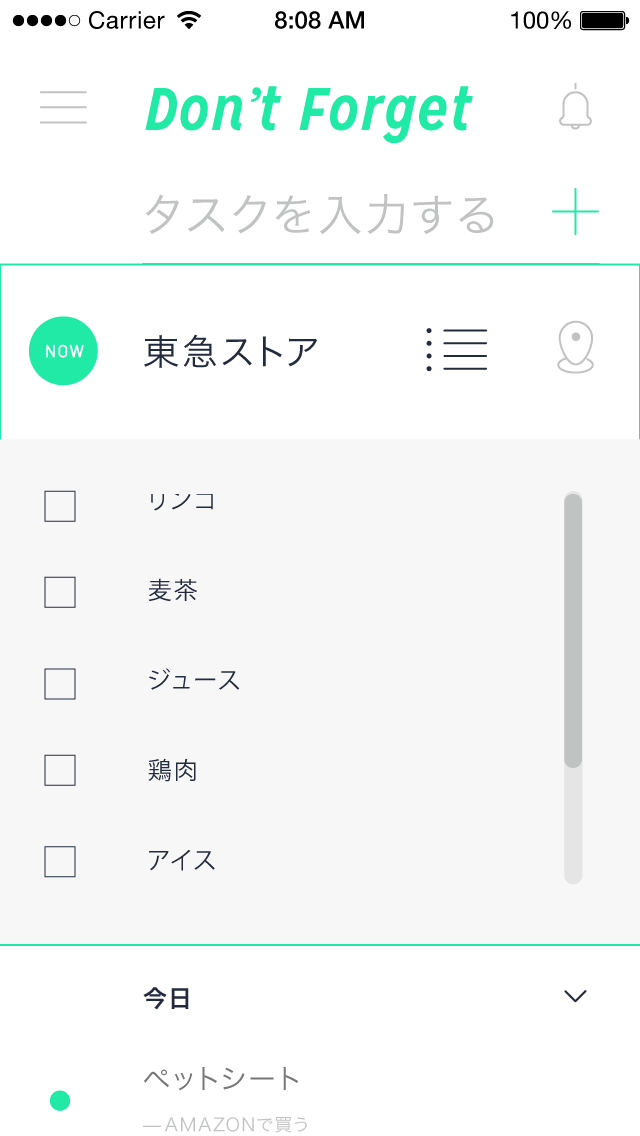 Carrier 8:08 AM 100%
Don't Forget
タスクを入力する
NOW 東急ストア
リンゴ
麦茶
ジュース
鶏肉
アイス
今日
ペットシート
—AMAZONで買う